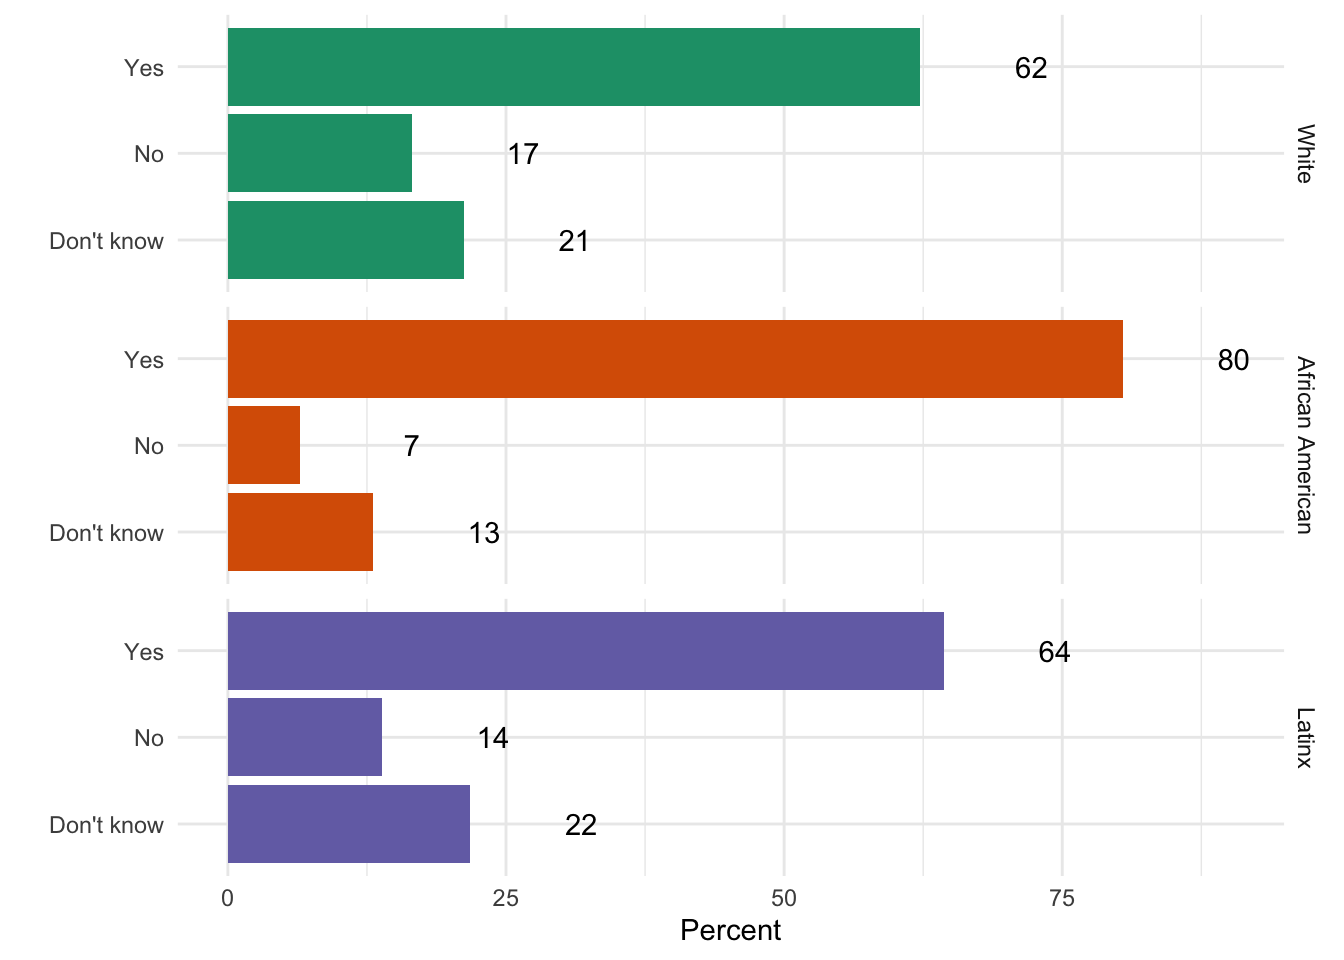 Yes 62
No 17
Don't know 21
White
Yes 80
No 7
Don't know 13
African American
Yes 64
No 14
Don't know 22
Latinx
0 25 50 75
Percent